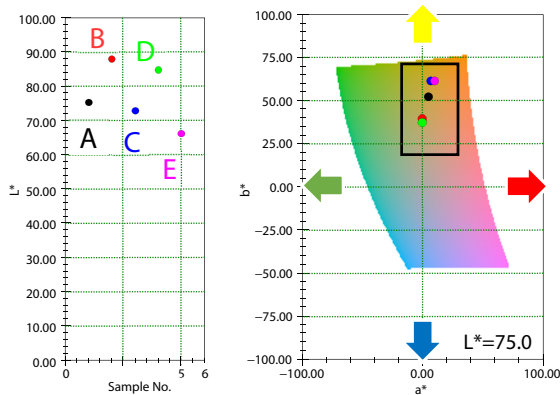 100.00
90.00
80.00
70.00
60.00
50.00
40.00
30.00
20.00
10.00
0.00
L*
B
D
A
C
E
0
5
6
Sample No.
100.00
75.00
50.00
25.00
0.00
−25.00
−50.00
−75.00
−100.00
b*
L*=75.0
−100.00
0.00
100.00
a*